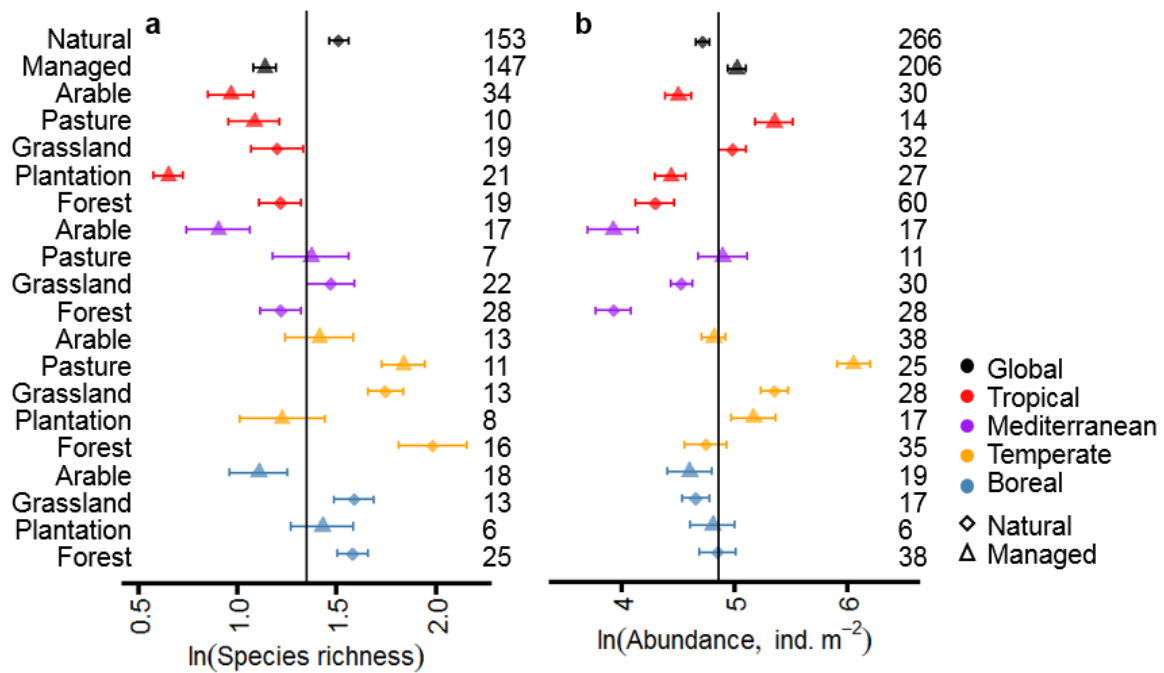 a b
Natural 153 266
Managed 147 206
Arable 34 30
Pasture 10 14
Grassland 19 32
Plantation 21 27
Forest 19 60
Arable 17 17
Pasture 7 11
Grassland 22 30
Forest 28 28
Arable 13 38
Pasture 11 25
Grassland 13 28
Plantation 8 17
Forest 16 35
Arable 18 19
Grassland 13 17
Plantation 6 6
Forest 25 38
0.5 1.0 1.5 2.0 4 5 6
ln(Species richness) ln(Abundance, ind. m⁻²)
Global
Tropical
Mediterranean
Temperate
Boreal
Natural
Managed